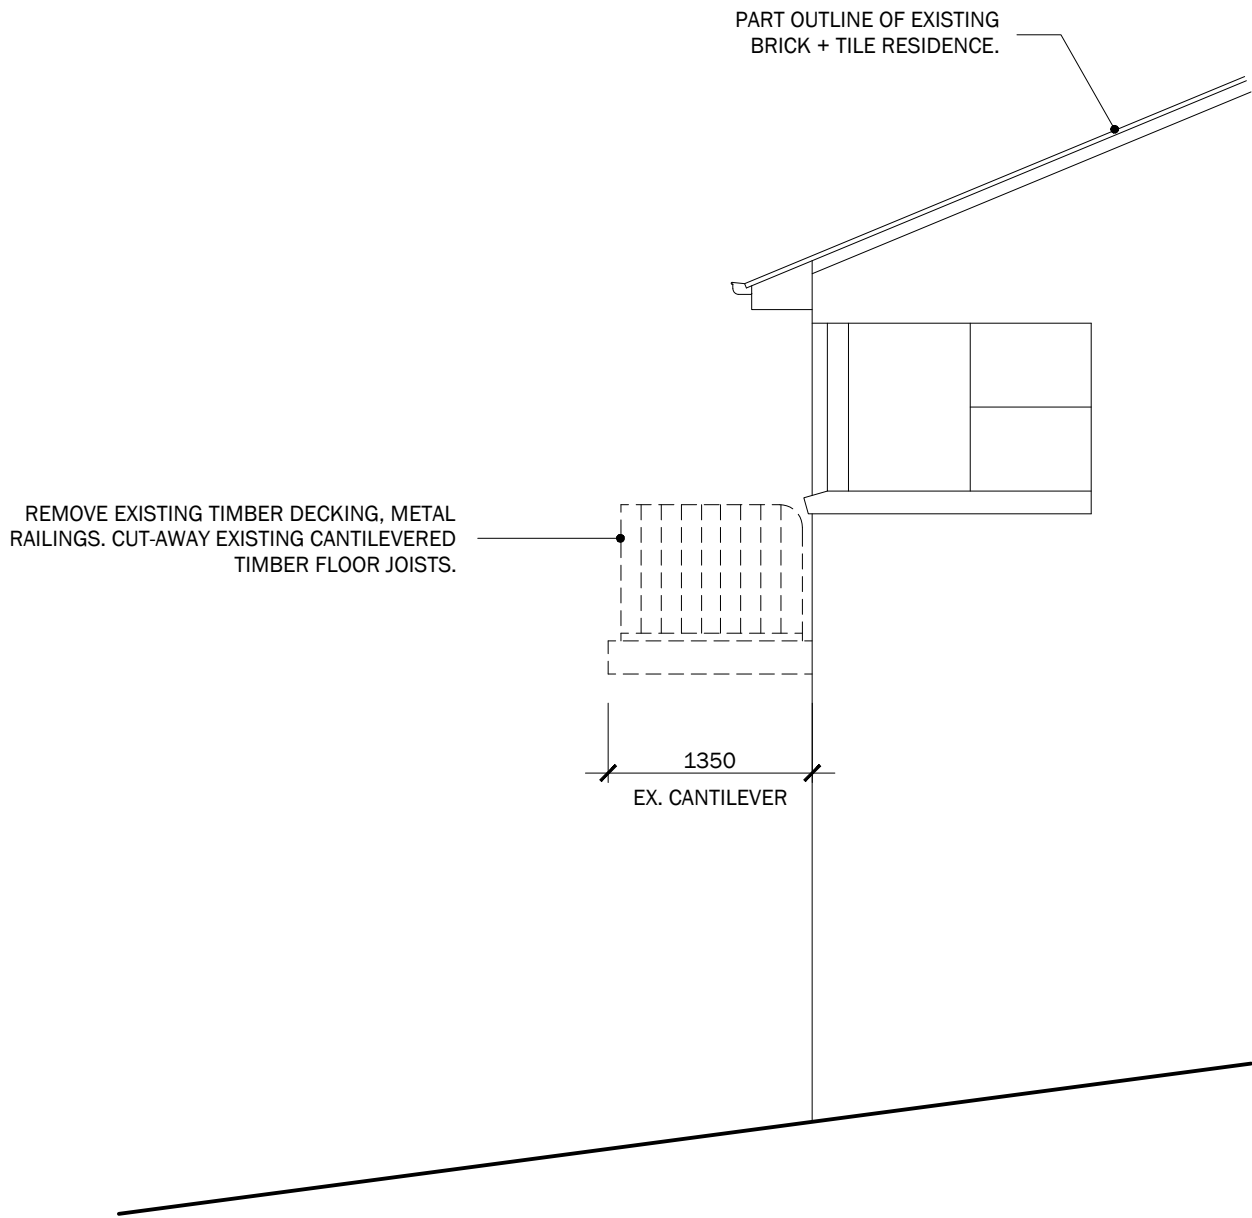 PART OUTLINE OF EXISTING
BRICK + TILE RESIDENCE.
REMOVE EXISTING TIMBER DECKING, METAL
RAILINGS. CUT-AWAY EXISTING CANTILEVERED
TIMBER FLOOR JOISTS.
1350
EX. CANTILEVER